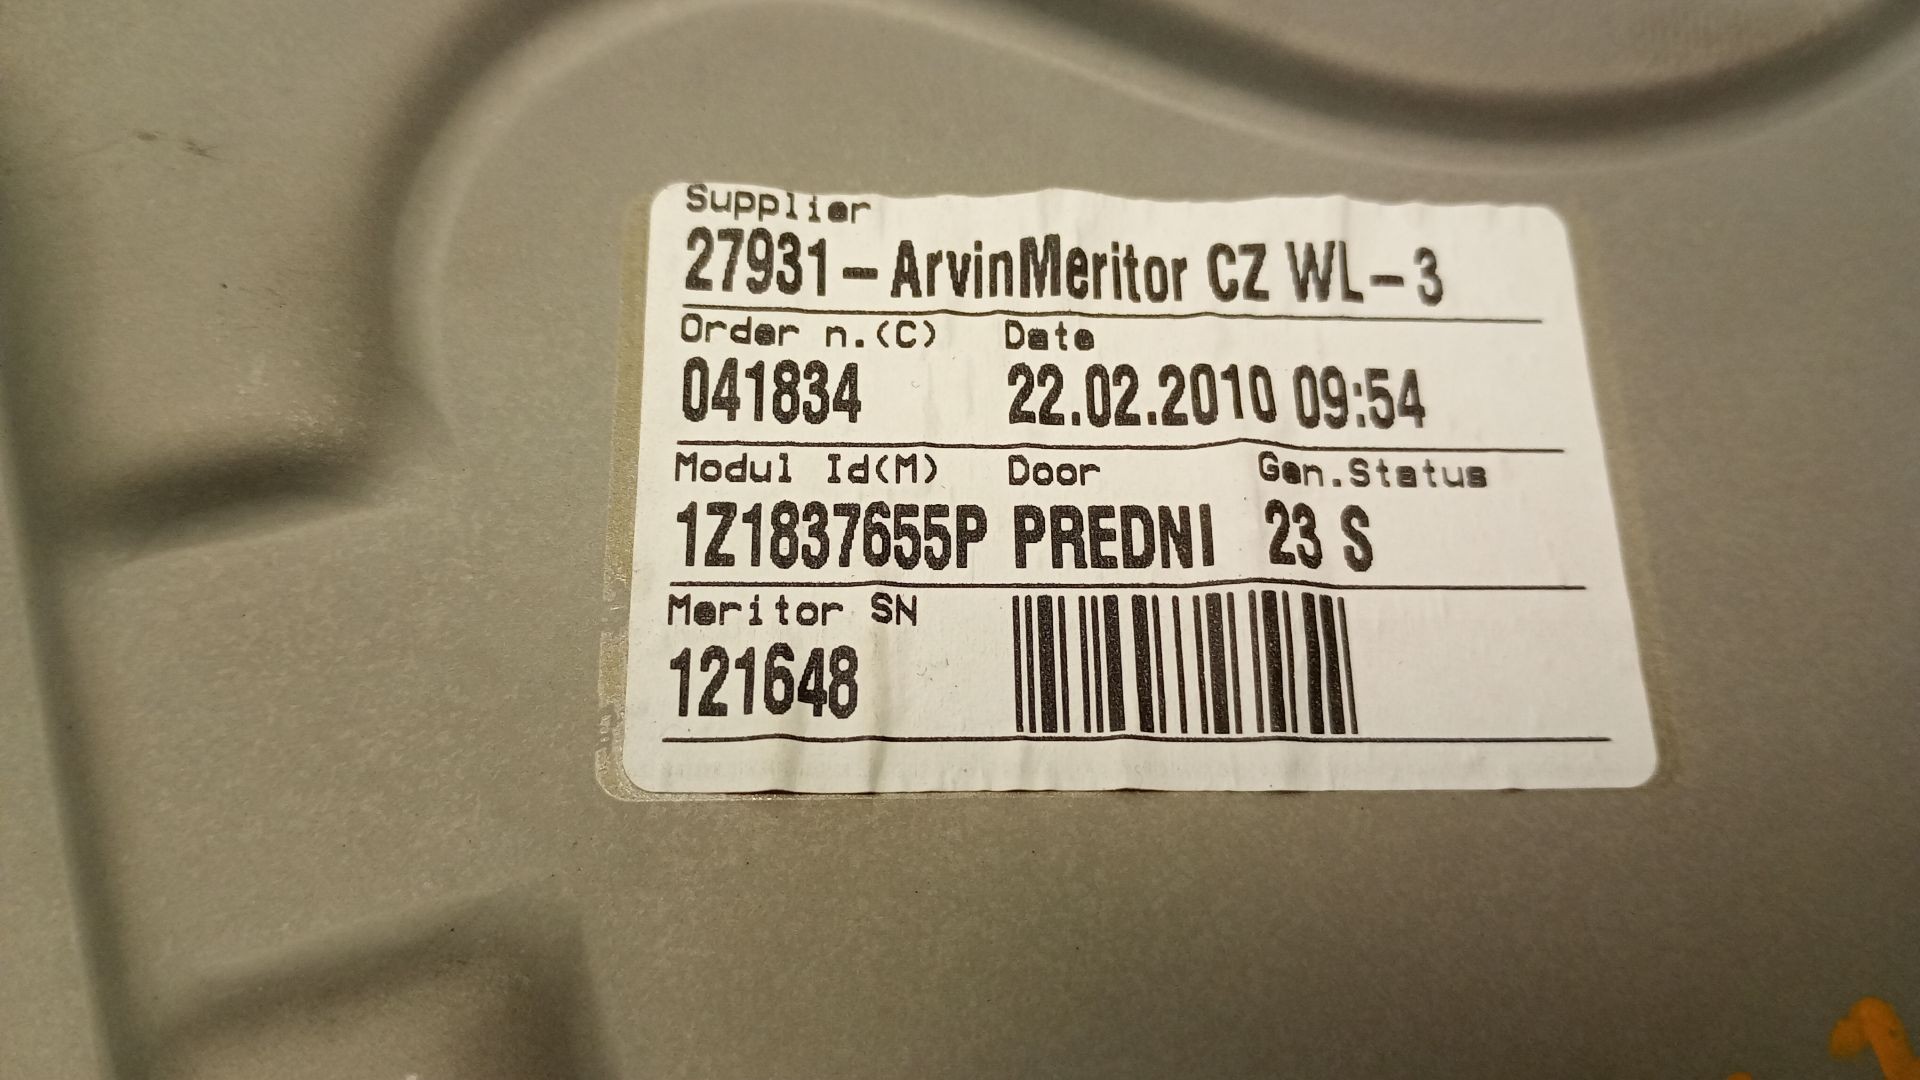 Supplier
27931-ArvinMeritor CZ WL-3
Order n.(C) Date
041834 22.02.2010 09:54
Modul Id(M) Door Gen.Status
1Z1837655P PREDNI 23 S
Meritor SN
121648